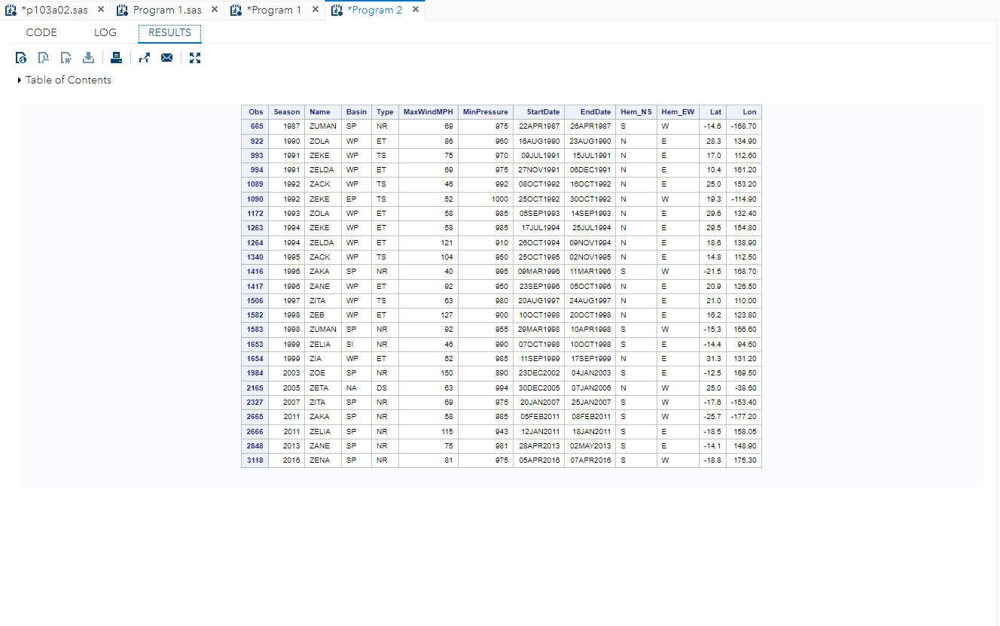 *p103a02.sas × Program 1.sas × *Program 1 × *Program 2 ×
CODE LOG RESULTS
Table of Contents
Obs Season Name Basin Type MaxWindMPH MinPressure StartDate EndDate Hem_NS Hem_EW Lat Lon
665 1987 ZUMAN SP NR 69 975 22APR1987 26APR1987 S W -14.6 -168.70
922 1990 ZOLA WP ET 86 960 16AUG1990 23AUG1990 N E 28.3 134.90
993 1991 ZEKE WP TS 75 970 09JUL1991 15JUL1991 N E 17.0 112.60
994 1991 ZELDA WP ET 69 975 27NOV1991 06DEC1991 N E 10.4 161.20
1089 1992 ZACK WP TS 46 992 08OCT1992 16OCT1992 N E 25.0 153.20
1090 1992 ZEKE EP TS 52 1000 25OCT1992 30OCT1992 N W 19.3 -114.90
1172 1993 ZOLA WP ET 58 985 05SEP1993 14SEP1993 N E 29.6 132.40
1263 1994 ZEKE WP ET 58 985 17JUL1994 25JUL1994 N E 29.5 154.80
1264 1994 ZELDA WP ET 121 910 26OCT1994 09NOV1994 N E 18.6 138.90
1340 1995 ZACK WP TS 104 950 25OCT1995 02NOV1995 N E 14.8 112.50
1416 1996 ZAKA SP NR 40 995 09MAR1996 11MAR1996 S W -21.5 168.70
1417 1996 ZANE WP ET 92 950 23SEP1996 05OCT1996 N E 20.9 126.50
1506 1997 ZITA WP TS 63 980 20AUG1997 24AUG1997 N E 21.0 110.00
1582 1998 ZEB WP ET 127 900 10OCT1998 20OCT1998 N E 16.2 123.80
1583 1998 ZUMAN SP NR 92 955 29MAR1998 10APR1998 S W -15.3 166.60
1653 1999 ZELIA SI NR 46 990 07OCT1998 10OCT1998 S E -14.4 94.60
1654 1999 ZIA WP ET 52 985 11SEP1999 17SEP1999 N E 31.3 131.20
1984 2003 ZOE SP NR 150 890 23DEC2002 04JAN2003 S E -12.5 169.50
2165 2005 ZETA NA DS 63 994 30DEC2005 07JAN2006 N W 25.0 -38.60
2327 2007 ZITA SP NR 69 975 20JAN2007 25JAN2007 S W -17.6 -153.40
2665 2011 ZAKA SP NR 58 985 05FEB2011 08FEB2011 S W -25.7 -177.20
2666 2011 ZELIA SP NR 115 943 12JAN2011 18JAN2011 S E -18.5 158.05
2848 2013 ZANE SP NR 75 981 28APR2013 02MAY2013 S E -14.1 148.90
3118 2016 ZENA SP NR 81 975 05APR2016 07APR2016 S W -18.8 175.30